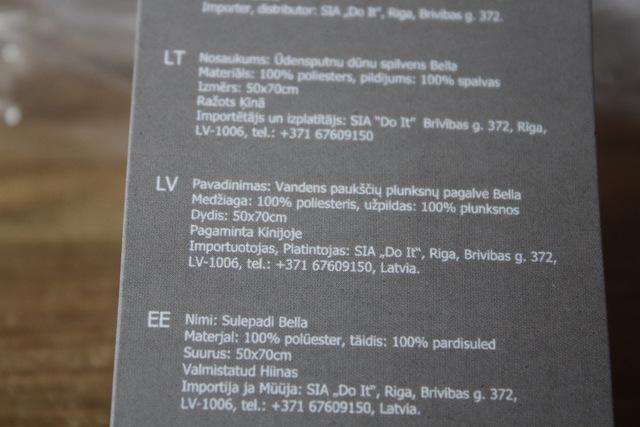 Importer, distributor: SIA „Do It”, Riga, Brivibas g. 372.
LT Nosaukums: Ūdensputnu dūnu spilvens Bella
Materiāls: 100% poliesters, pildījums: 100% spalvas
Izmērs: 50x70cm
Ražots Ķīnā
Importētājs un izplatītājs: SIA "Do It" Brīvības g. 372, Riga,
LV-1006, tel.: +371 67609150
LV Pavadinimas: Vandens paukščių plunksnų pagalvė Bella
Medžiaga: 100% poliesteris, užpildas: 100% plunksnos
Dydis: 50x70cm
Pagaminta Kinijoje
Importuotojas, Platintojas: SIA „Do It“, Riga, Brivibas g. 372,
LV-1006, tel.: +371 67609150, Latvia.
EE Nimi: Sulepadi Bella
Materjal: 100% polüester, täidis: 100% pardisuled
Suurus: 50x70cm
Valmistatud Hiinas
Importija ja Müüja: SIA „Do It“, Riga, Brivibas g. 372,
LV-1006, tel.: +371 67609150, Latvia.